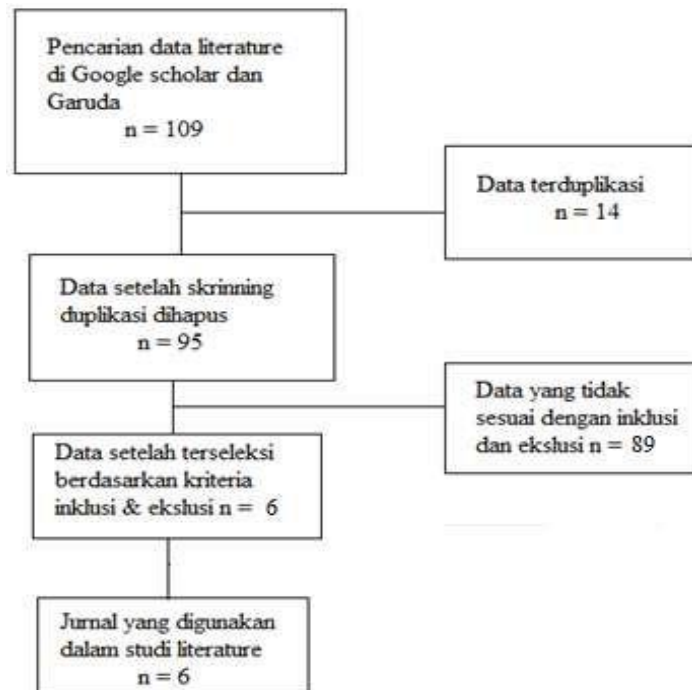 Pencarian data literature
di Google scholar dan
Garuda
n = 109
Data terduplikasi
n = 14
Data setelah skrinning
duplikasi dihapus
n = 95
Data yang tidak
sesuai dengan inklusi
dan ekslusi n = 89
Data setelah terseleksi
berdasarkan kriteria
inklusi & ekslusi n = 6
Jurnal yang digunakan
dalam studi literature
n = 6